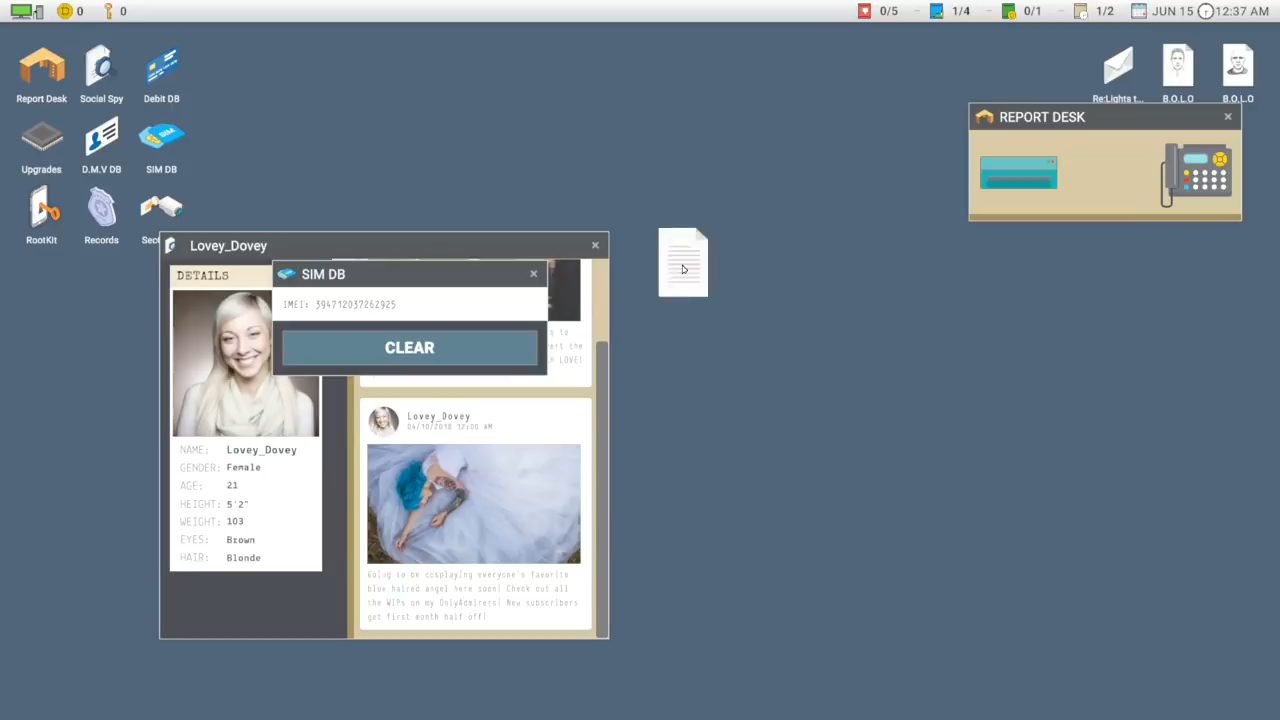 0
0
0/5
1/4
0/1
1/2
JUN 15
12:37 AM
Report Desk
Social Spy
Debit DB
Re:Lights t...
B.O.L.O
B.O.L.O
Upgrades
D.M.V DB
SIM DB
RootKit
Records
Sec
REPORT DESK
Lovey_Dovey
DETAILS
SIM DB
IMEI: 394712037262925
CLEAR
NAME: Lovey_Dovey
GENDER: Female
AGE: 21
HEIGHT: 5'2"
WEIGHT: 103
EYES: Brown
HAIR: Blonde
to
the
LOVE!
Lovey_Dovey
04/10/2018 12:00 AM
Going to be cosplaying everyone's favorite
blue haired angel here soon! Check out all
the WIPs on my OnlyAdmirers! New subscribers
get first month half off!